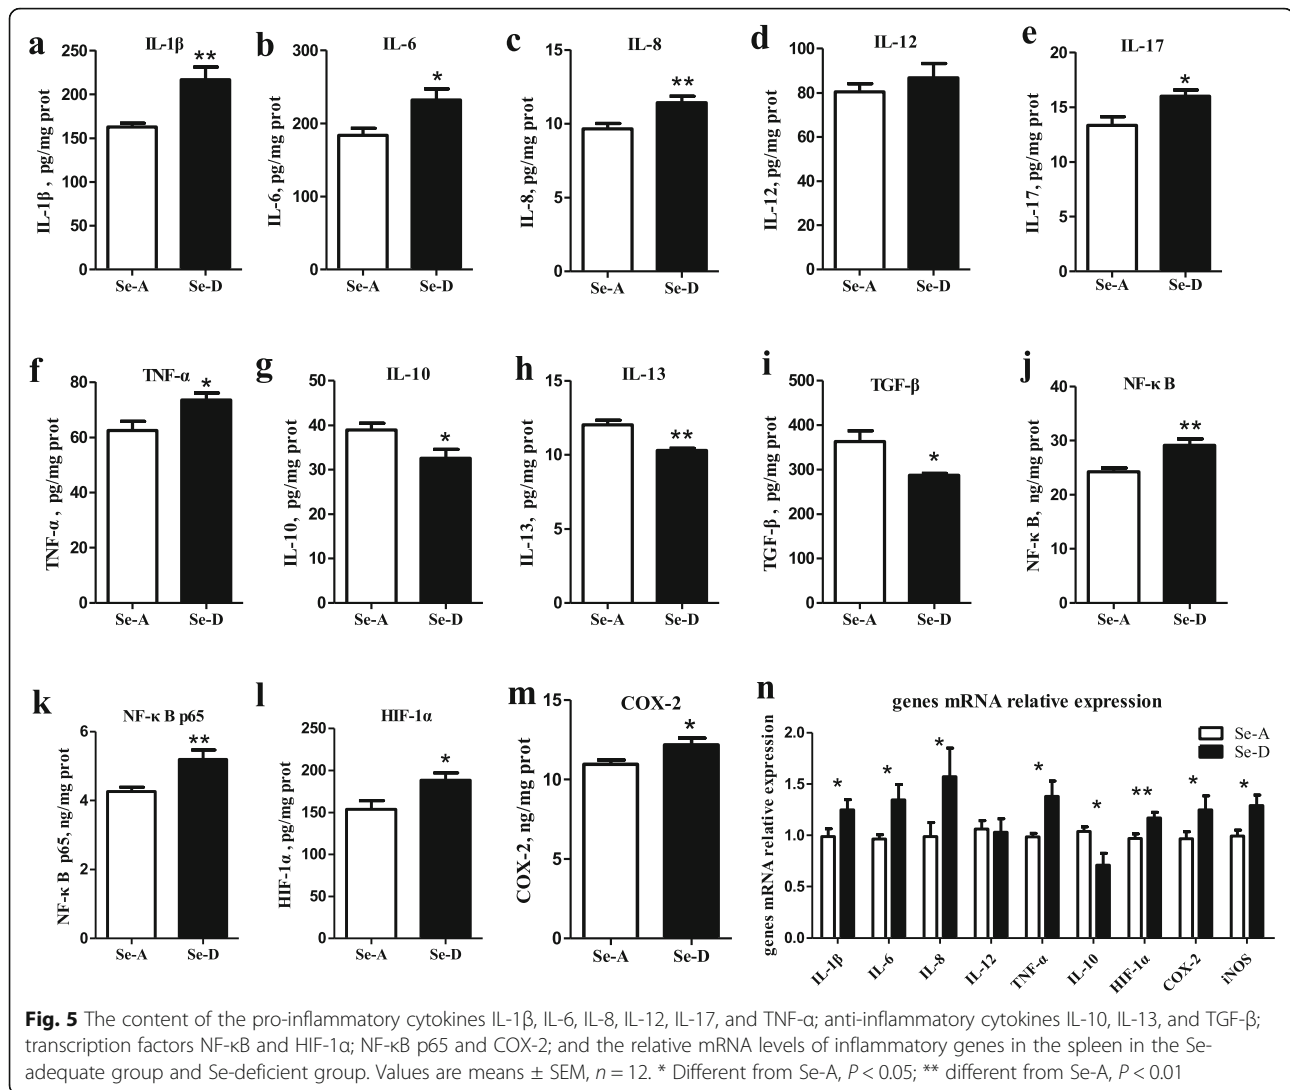 a
IL-1β
IL-1β , pg/mg prot
250
200
150
100
50
0
Se-A Se-D
**
b
IL-6
IL-6, pg/mg prot
300
200
100
0
Se-A Se-D
*
c
IL-8
IL-8, pg/mg prot
15
10
5
0
Se-A Se-D
**
d
IL-12
IL-12, pg/mg prot
100
80
60
40
20
0
Se-A Se-D
e
IL-17
IL-17, pg/mg prot
20
15
10
5
0
Se-A Se-D
*
f
TNF-α
TNF-α, pg/mg prot
80
60
40
20
0
Se-A Se-D
*
g
IL-10
IL-10, pg/mg prot
50
40
30
20
10
0
Se-A Se-D
*
h
IL-13
IL-13, pg/mg prot
15
10
5
0
Se-A Se-D
**
i
TGF-β
TGF-β , pg/mg prot
500
400
300
200
100
0
Se-A Se-D
*
j
NF-κ B
NF-κ B, ng/mg prot
40
30
20
10
0
Se-A Se-D
**
k
NF-κ B p65
NF-κ B p65, ng/mg prot
6
4
2
0
Se-A Se-D
**
l
HIF-1α
HIF-1α, pg/mg prot
250
200
150
100
50
0
Se-A Se-D
*
m
COX-2
COX-2, ng/mg prot
15
10
5
0
Se-A Se-D
*
n
genes mRNA relative expression
genes mRNA relative expression
2.0
1.5
1.0
0.5
0.0
Se-A
Se-D
* * * * * ** * *
IL-1β IL-6 IL-8 IL-12 TNF-α IL-10 HIF-1α COX-2 iNOS
Fig. 5 The content of the pro-inflammatory cytokines IL-1β, IL-6, IL-8, IL-12, IL-17, and TNF-α; anti-inflammatory cytokines IL-10, IL-13, and TGF-β;
transcription factors NF-κB and HIF-1α; NF-κB p65 and COX-2; and the relative mRNA levels of inflammatory genes in the spleen in the Se-
adequate group and Se-deficient group. Values are means ± SEM, n = 12. * Different from Se-A, P < 0.05; ** different from Se-A, P < 0.01